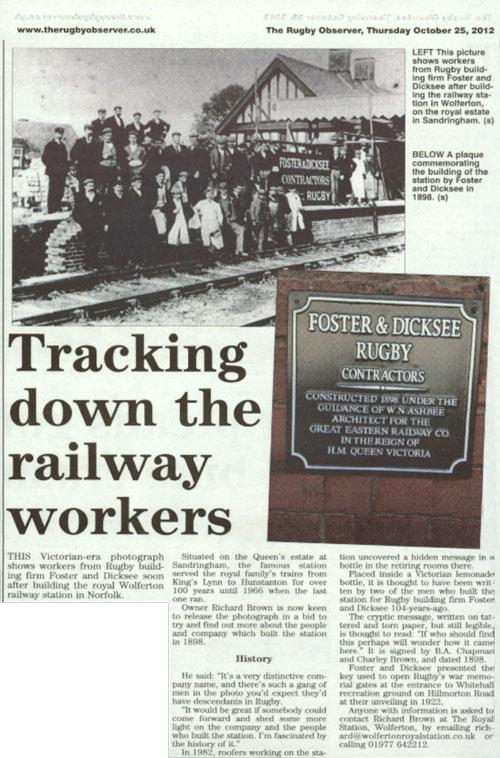 www.therugbyobserver.co.uk
The Rugby Observer, Thursday October 25, 2012
LEFT This picture
shows workers
from Rugby build-
ing firm Foster and
Dicksee after build-
ing the railway sta-
tion in Wolferton,
on the royal estate
in Sandringham. (s)
BELOW A plaque
commemorating
the building of the
station by Foster
and Dicksee in
1898. (s)
FOSTER & DICKSEE
CONTRACTORS
RUGBY
FOSTER & DICKSEE
RUGBY
CONTRACTORS
CONSTRUCTED 1898 UNDER THE
GUIDANCE OF W.N ASHBEE
ARCHITECT FOR THE
GREAT EASTERN RAILWAY CO.
IN THE REIGN OF
H.M. QUEEN VICTORIA
Tracking
down the
railway
workers
THIS Victorian-era photograph
shows workers from Rugby build-
ing firm Foster and Dicksee soon
after building the royal Wolferton
railway station in Norfolk.
Situated on the Queen's estate at
Sandringham, the famous station
served the royal family's trains from
King's Lynn to Hunstanton for over
100 years until 1966 when the last
one ran.
Owner Richard Brown is now keen
to release the photograph in a bid to
try and find out more about the people
and company which built the station
in 1898.
History
He said: "It's a very distinctive com-
pany name, and there's such a gang of
men in the photo you'd expect they'd
have descendants in Rugby.
"It would be great if somebody could
come forward and shed some more
light on the company and the people
who built the station. I'm fascinated by
the history of it."
In 1982, roofers working on the sta-
tion uncovered a hidden message in a
bottle in the retiring rooms there.
Placed inside a Victorian lemonade
bottle, it is thought to have been writ-
ten by two of the men who built the
station for Rugby building firm Foster
and Dicksee 104-years-ago.
The cryptic message, written on tat-
tered and torn paper, but still legible,
is thought to read: "If who should find
this perhaps will wonder how it came
here." It is signed by B.A. Chapman
and Charley Brown, and dated 1898.
Foster and Dicksee presented the
key used to open Rugby's war memo-
rial gates at the entrance to Whitehall
recreation ground on Hillmorton Road
at their unveiling in 1922.
Anyone with information is asked to
contact Richard Brown at The Royal
Station, Wolferton, by emailing rich-
ard@wolfertonroyalstation.co.uk or
calling 01977 642212.